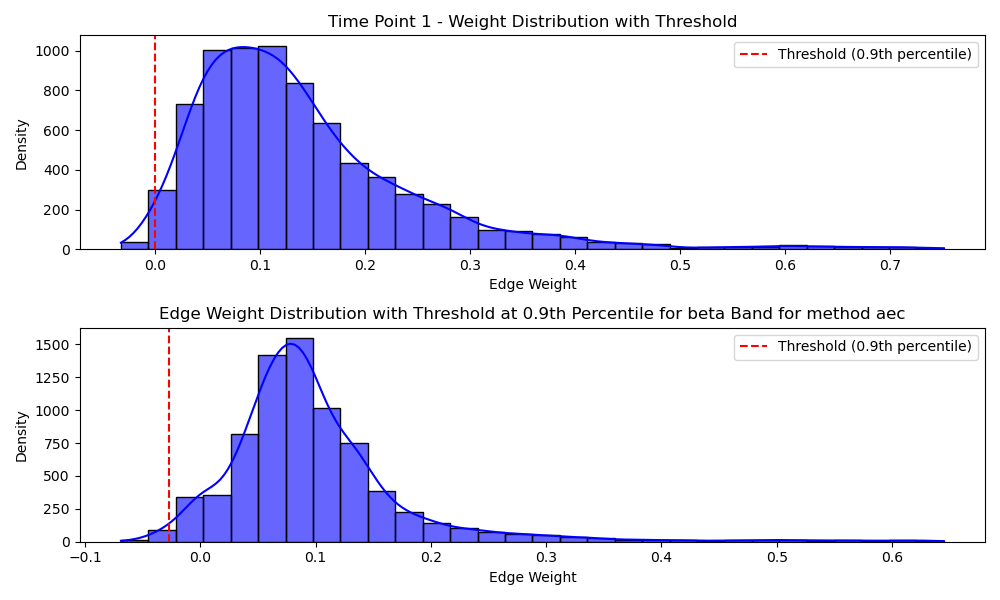 Time Point 1 - Weight Distribution with Threshold
1000
800
600
400
200
0
Density
Threshold (0.9th percentile)
0.0 0.1 0.2 0.3 0.4 0.5 0.6 0.7
Edge Weight
Edge Weight Distribution with Threshold at 0.9th Percentile for beta Band for method aec
1500
1250
1000
750
500
250
0
Density
Threshold (0.9th percentile)
−0.1 0.0 0.1 0.2 0.3 0.4 0.5 0.6
Edge Weight